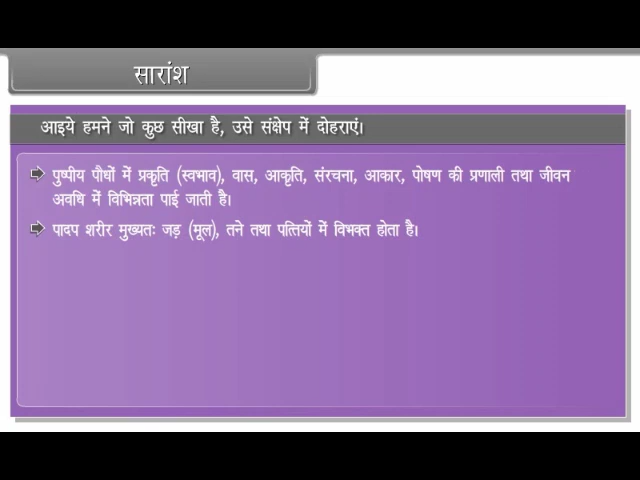 सारांश
आइये हमने जो कुछ सीखा है, उसे संक्षेप में दोहराएं।
पुष्पीय पौधों में प्रकृति (स्वभाव), वास, आकृति, संरचना, आकार, पोषण की प्रणाली तथा जीवन
अवधि में विभिन्नता पाई जाती है।
पादप शरीर मुख्यतः जड़ (मूल), तने तथा पत्तियों में विभक्त होता है।